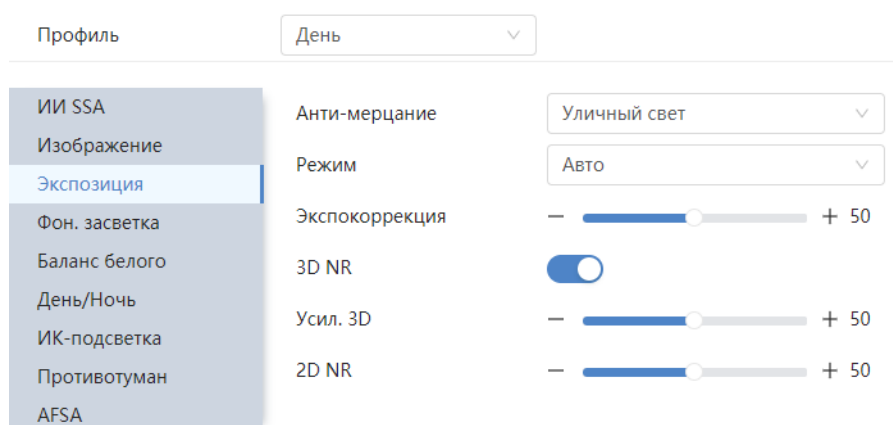 Профиль День
ИИ SSA
Изображение
Экспозиция
Фон. засветка
Баланс белого
День/Ночь
ИК-подсветка
Противотуман
AFSA
Анти-мерцание Уличный свет
Режим Авто
Экспокоррекция 50
3D NR
Усил. 3D 50
2D NR 50